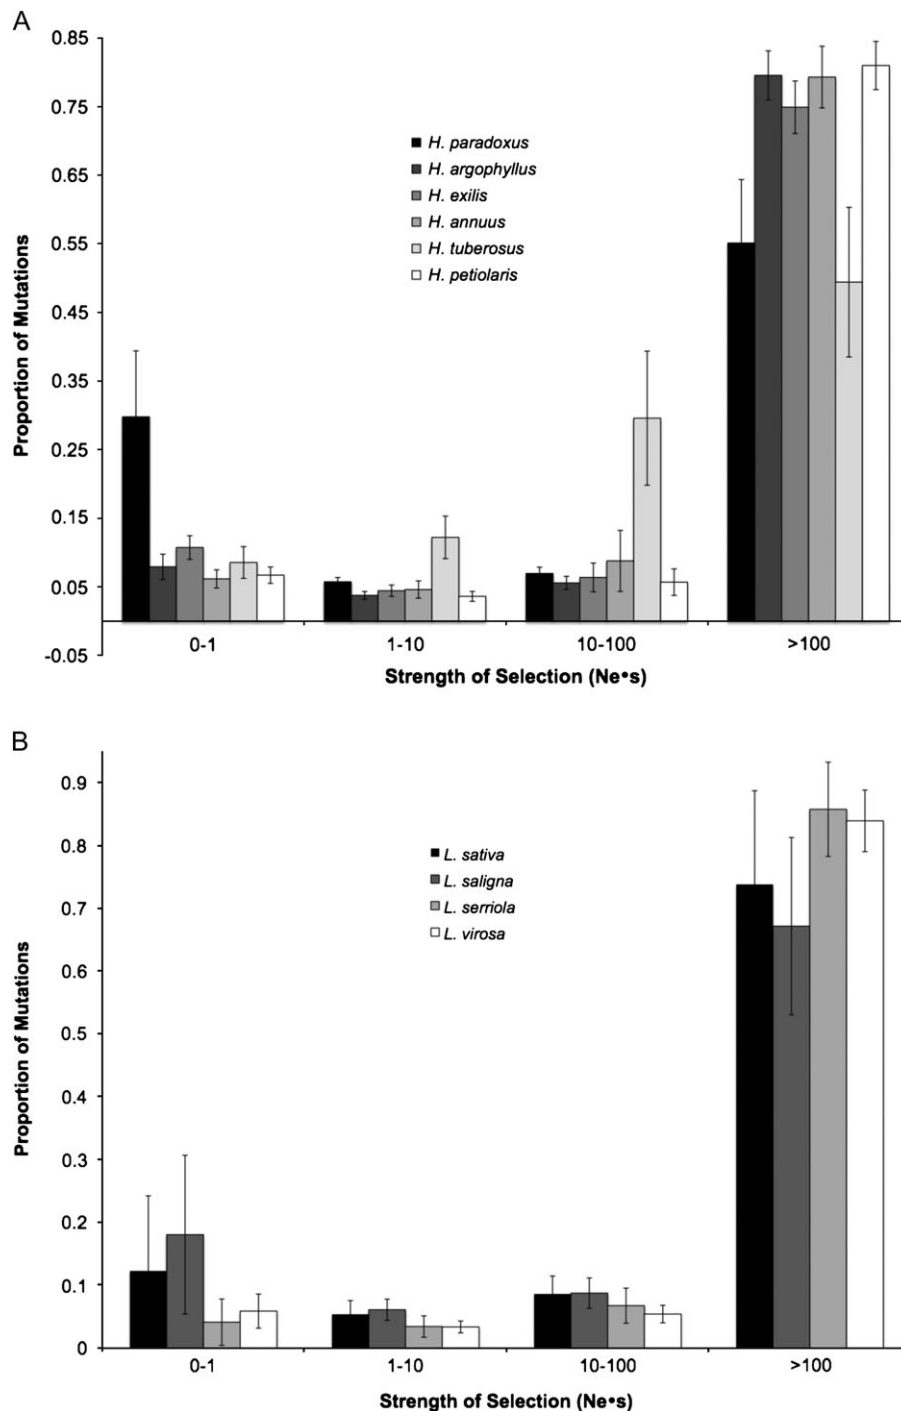 A
0.85
0.75
0.65
0.55
0.45
0.35
0.25
0.15
0.05
-0.05
Proportion of Mutations
H. paradoxus
H. argophyllus
H. exilis
H. annuus
H. tuberosus
H. petiolaris
0-1 1-10 10-100 >100
Strength of Selection (Ne•s)
B
0.9
0.8
0.7
0.6
0.5
0.4
0.3
0.2
0.1
0
Proportion of Mutations
L. sativa
L. saligna
L. serriola
L. virosa
0-1 1-10 10-100 >100
Strength of Selection (Ne•s)